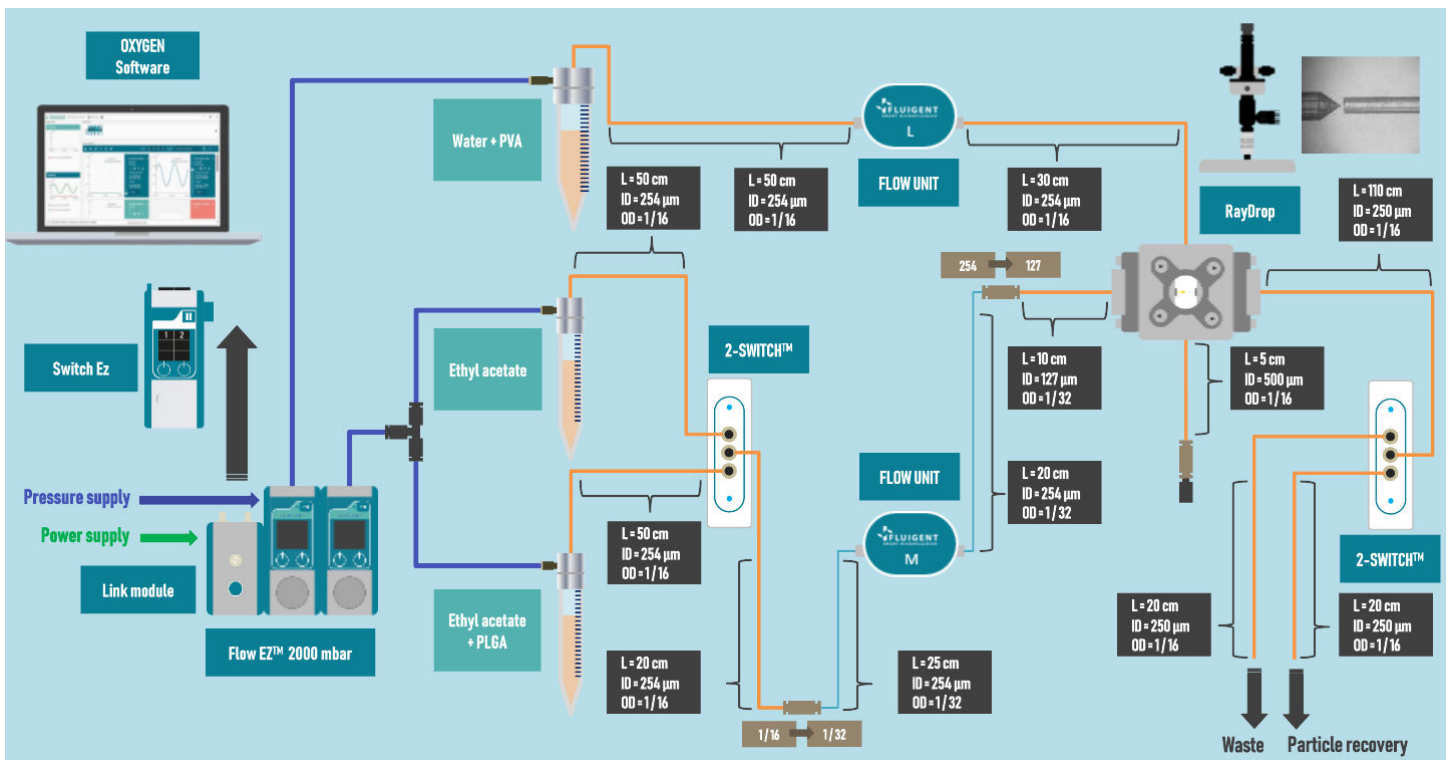 OXYGEN
Software
Water + PVA
FLUIGENT
SMART MICROFLUIDICS
L
FLOW UNIT
RayDrop
L = 50 cm
ID = 254 µm
OD = 1/16
L = 50 cm
ID = 254 µm
OD = 1/16
L = 30 cm
ID = 254 µm
OD = 1/16
L = 110 cm
ID = 250 µm
OD = 1/16
254
127
Switch Ez
1 2
Ethyl acetate
2-SWITCH™
L = 10 cm
ID = 127 µm
OD = 1/32
L = 5 cm
ID = 500 µm
OD = 1/16
Pressure supply
Power supply
Link module
Flow EZ™ 2000 mbar
Ethyl acetate
+ PLGA
L = 50 cm
ID = 254 µm
OD = 1/16
FLOW UNIT
FLUIGENT
SMART MICROFLUIDICS
M
L = 20 cm
ID = 254 µm
OD = 1/32
2-SWITCH™
L = 20 cm
ID = 254 µm
OD = 1/16
L = 25 cm
ID = 254 µm
OD = 1/32
L = 20 cm
ID = 250 µm
OD = 1/16
L = 20 cm
ID = 250 µm
OD = 1/16
1/16
1/32
Waste
Particle recovery